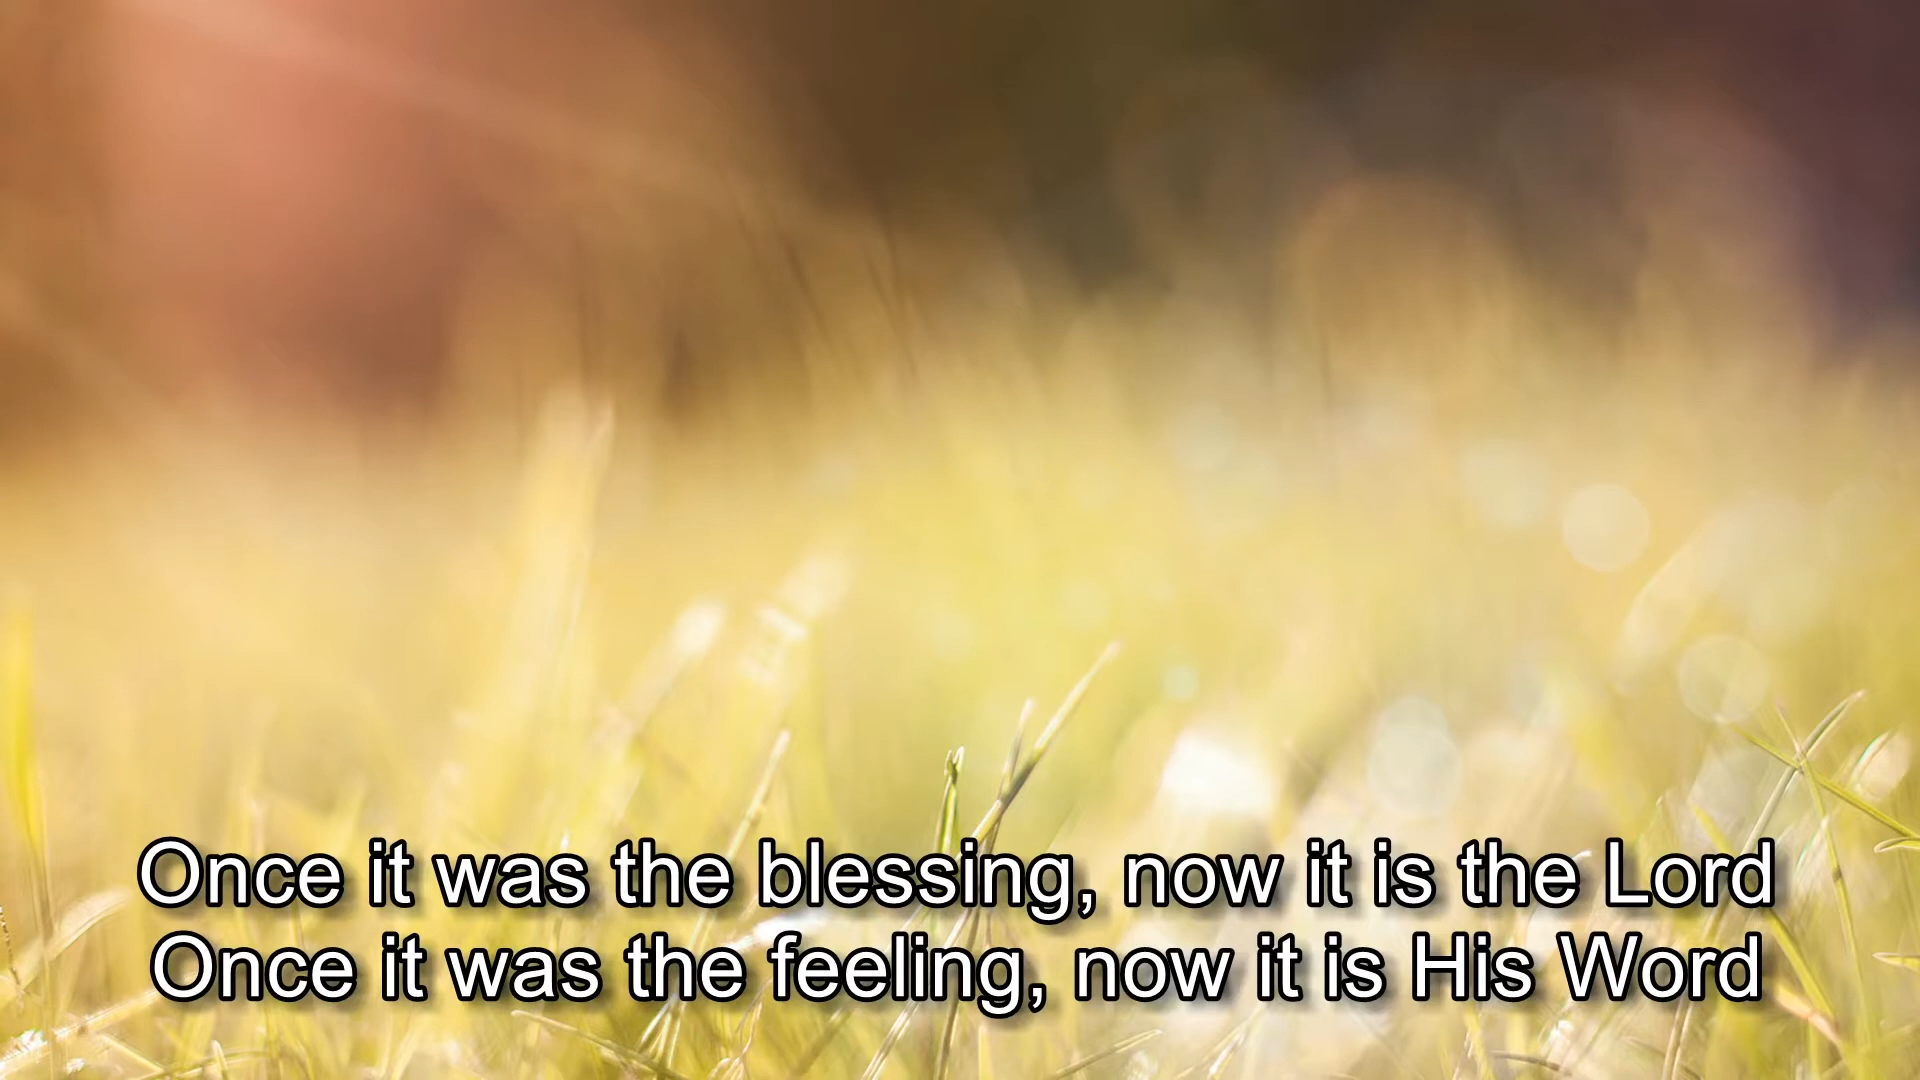 Once it was the blessing, now it is the Lord
Once it was the feeling, now it is His Word